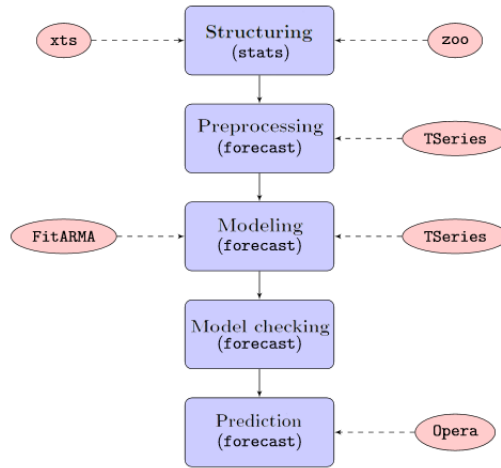 xts
Structuring
(stats)
zoo
Preprocessing
(forecast)
TSeries
FitARMA
Modeling
(forecast)
TSeries
Model checking
(forecast)
Prediction
(forecast)
Opera